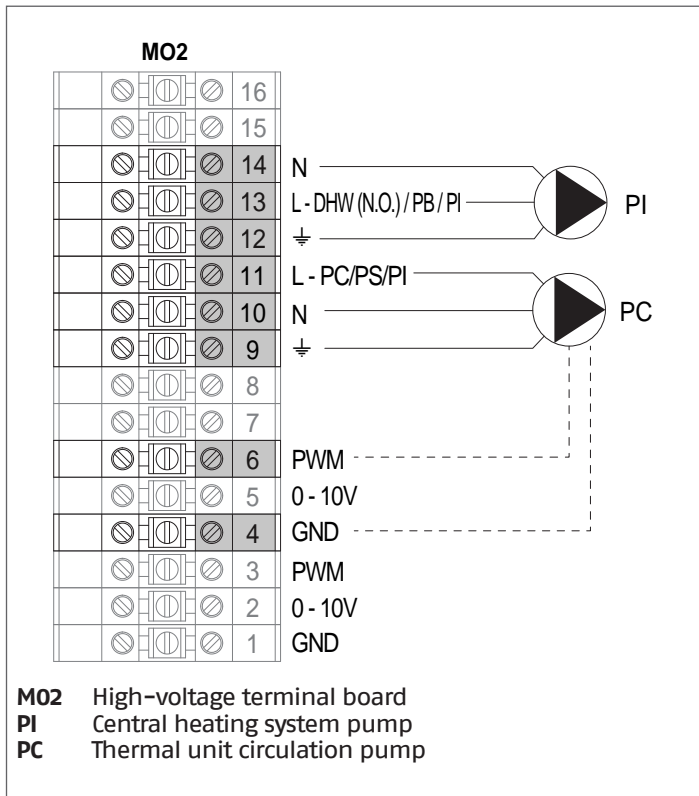 MO2
16
15
14 N
13 L - DHW (N.O.) / PB / PI PI
12 ⏚
11 L - PC/PS/PI PC
10 N
9 ⏚
8
7
6 PWM
5 0 - 10V
4 GND
3 PWM
2 0 - 10V
1 GND
M02 High-voltage terminal board
PI Central heating system pump
PC Thermal unit circulation pump